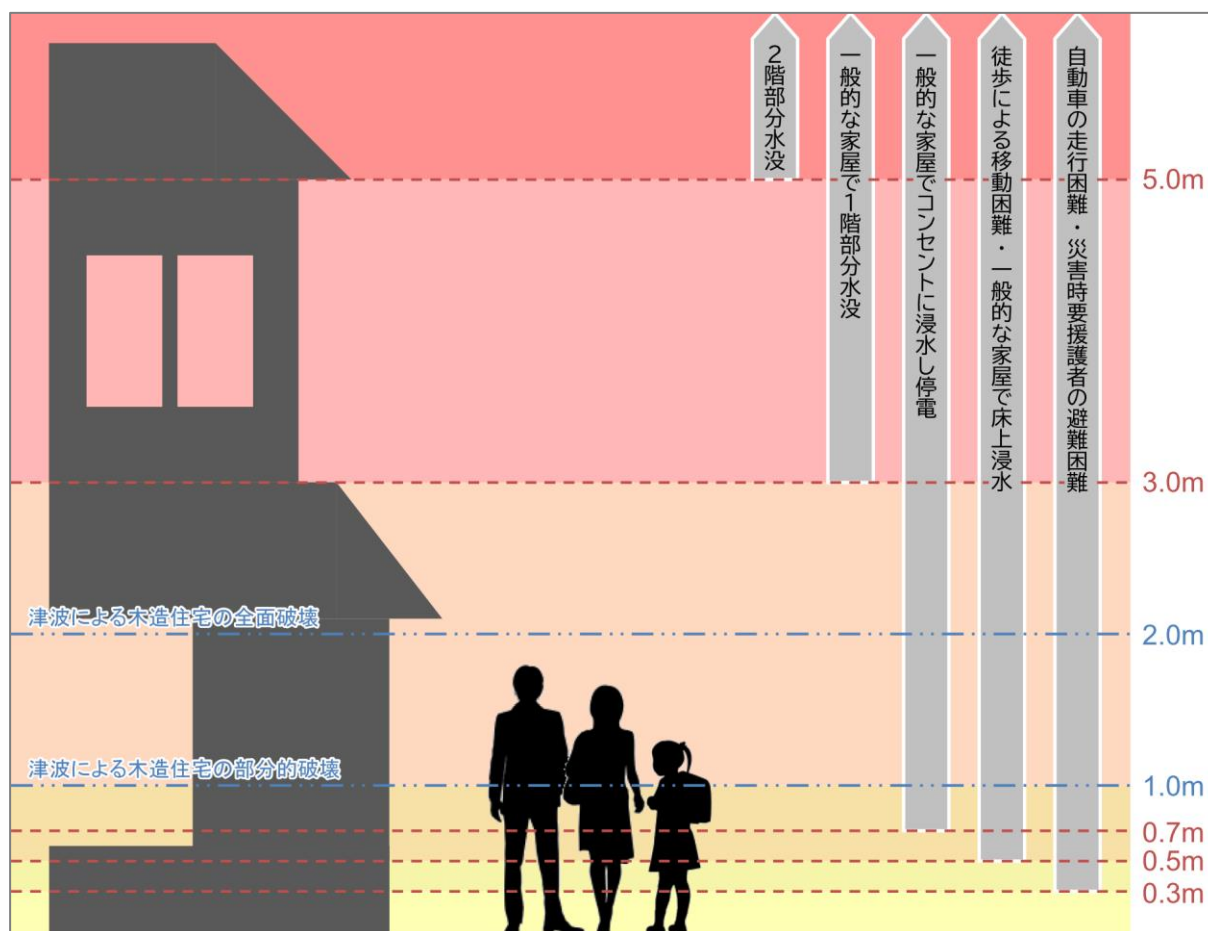 自動車の走行困難・災害時要援護者の避難困難
徒歩による移動困難・一般的な家屋で床上浸水
一般的な家屋でコンセントに浸水し停電
一般的な家屋で1階部分水没
2階部分水没
5.0m
3.0m
津波による木造住宅の全面破壊
2.0m
津波による木造住宅の部分的破壊
1.0m
0.7m
0.5m
0.3m